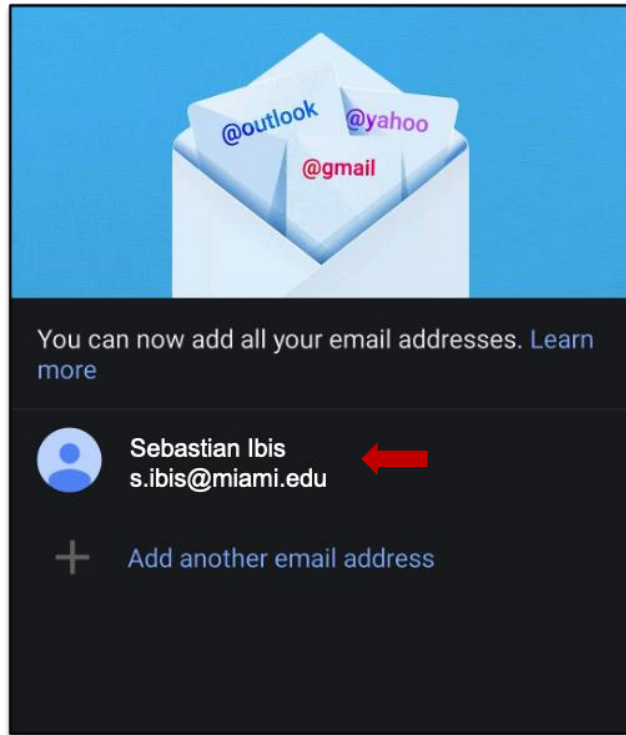 @outlook @yahoo
@gmail
You can now add all your email addresses. Learn
more
Sebastian Ibis
s.ibis@miami.edu
Add another email address